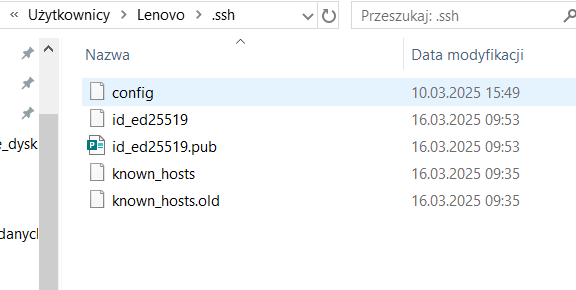 « Użytkownicy > Lenovo > .ssh
Przeszukaj: .ssh
Nazwa Data modyfikacji
config 10.03.2025 15:49
id_ed25519 16.03.2025 09:53
id_ed25519.pub 16.03.2025 09:53
known_hosts 16.03.2025 09:35
known_hosts.old 16.03.2025 09:35
e_dysk
danych